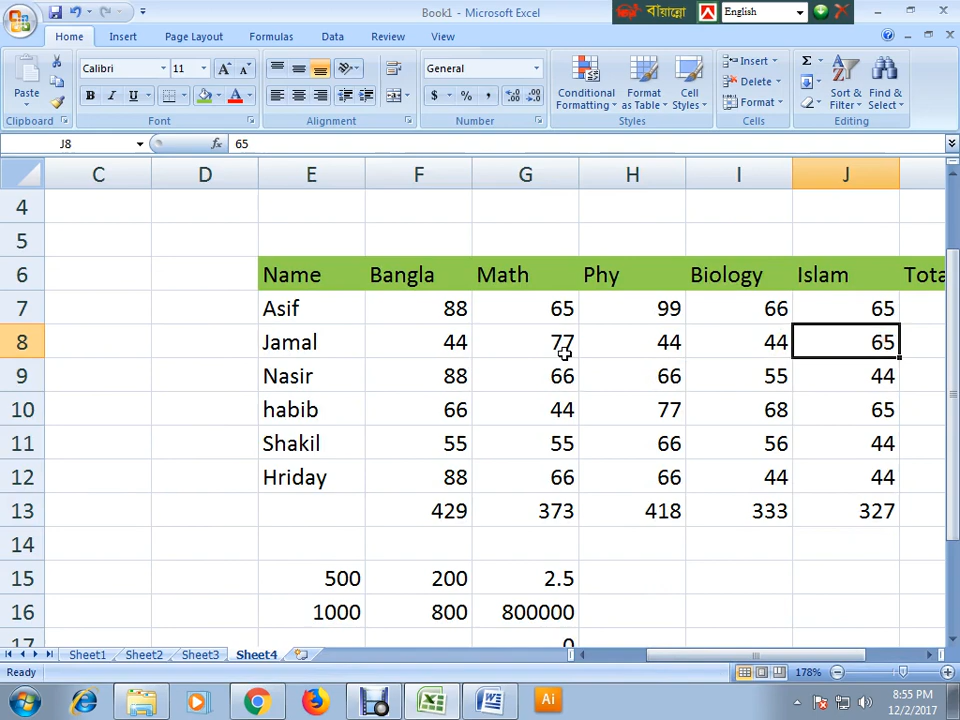 Book1 - Microsoft Excel
বায়ান্নো
English
Home Insert Page Layout Formulas Data Review View
Paste
Calibri 11
General
$ % ,
Conditional Formatting
Format as Table
Cell Styles
Insert
Delete
Format
Σ
Sort & Filter
Find & Select
Clipboard Font Alignment Number Styles Cells Editing
J8 fx 65
C D E F G H I J
4
5
6 Name Bangla Math Phy Biology Islam Tota
7 Asif 88 65 99 66 65
8 Jamal 44 77 44 44 65
9 Nasir 88 66 66 55 44
10 habib 66 44 77 68 65
11 Shakil 55 55 66 56 44
12 Hriday 88 66 66 44 44
13 429 373 418 333 327
14
15 500 200 2.5
16 1000 800 800000
17 0
Sheet1 Sheet2 Sheet3 Sheet4
Ready 178%
Ai
8:55 PM
12/2/2017